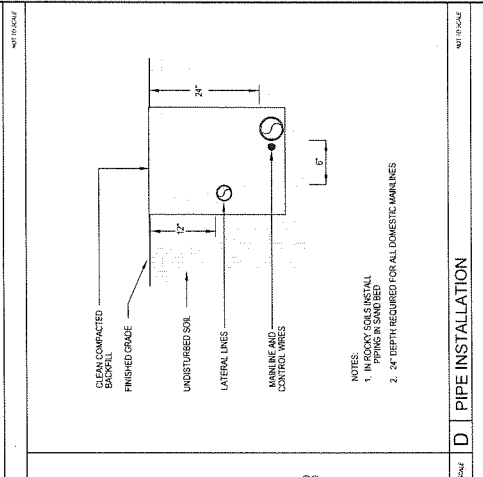 NOT TO SCALE
CLEAN COMPACTED
BACKFILL
FINISHED GRADE
UNDISTURBED SOIL
LATERAL LINES
MAINLINE AND
CONTROL WIRES
12"
24"
6"
NOTES:
1. IN ROCKY SOILS INSTALL
PIPING IN SAND BED
2. 24" DEPTH REQUIRED FOR ALL DOMESTIC MAINLINES
SCALE
D PIPE INSTALLATION
NOT TO SCALE